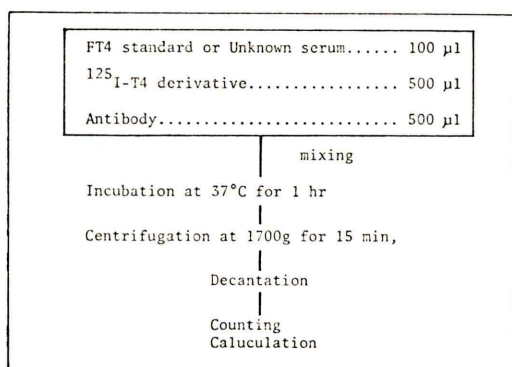 FT4 standard or Unknown serum...... 100 µl
125I-T4 derivative................. 500 µl
Antibody........................... 500 µl
mixing
Incubation at 37°C for 1 hr
Centrifugation at 1700g for 15 min,
Decantation
Counting
Caluculation